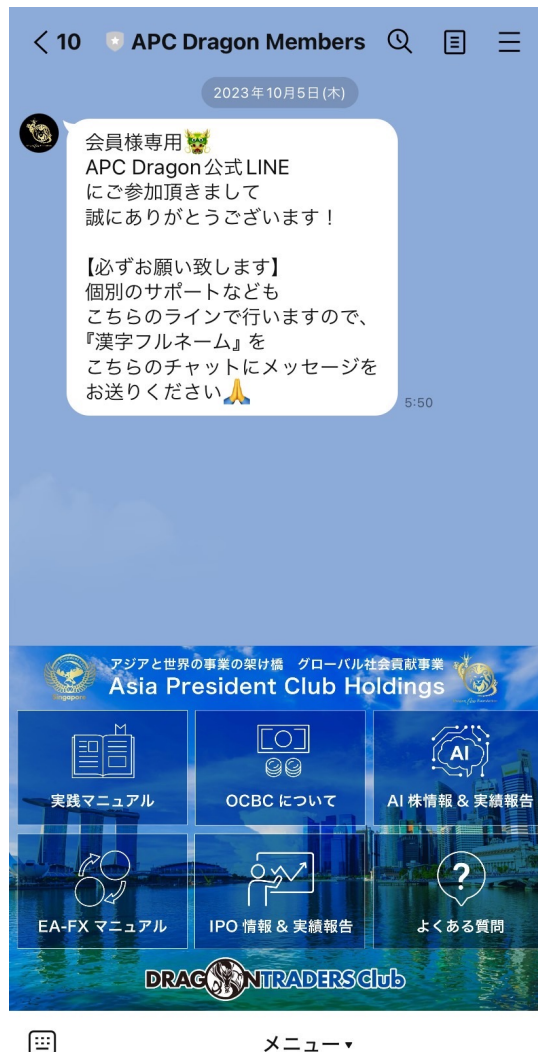 10 APC Dragon Members
2023年10月5日(木)
会員様専用🐲
APC Dragon公式LINE
にご参加頂きまして
誠にありがとうございます！
【必ずお願い致します】
個別のサポートなども
こちらのラインで行いますので、
『漢字フルネーム』を
こちらのチャットにメッセージを
お送りください🙏
5:50
アジアと世界の事業の架け橋 グローバル社会貢献事業
Asia President Club Holdings
Singapore
実践マニュアル
OCBC について
AI
AI 株情報 & 実績報告
EA-FX マニュアル
IPO 情報 & 実績報告
?
よくある質問
DRAGONTRADERS Club
メニュー▾